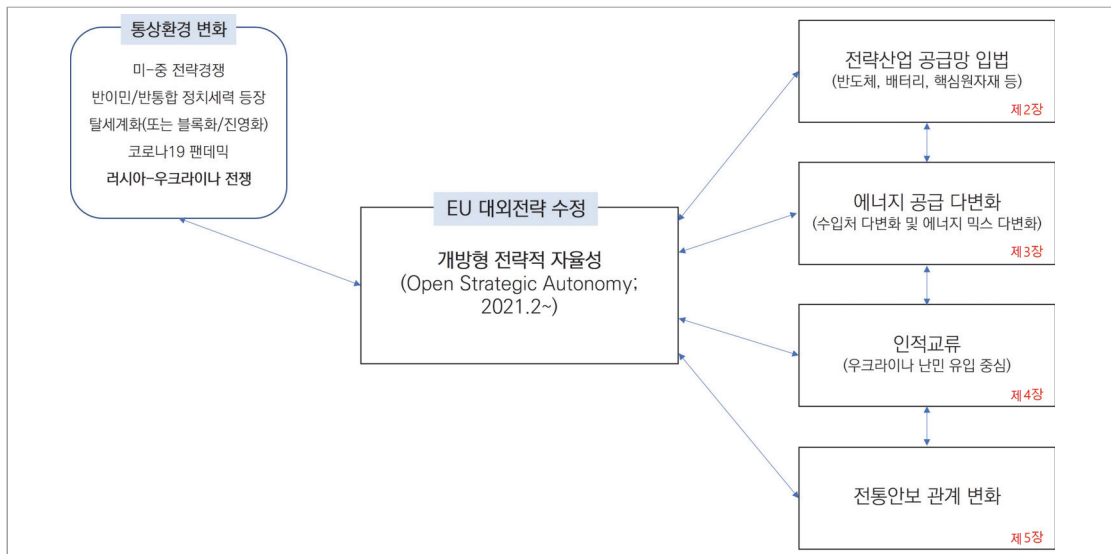 통상환경 변화
미-중 전략경쟁
반이민/반통합 정치세력 등장
탈세계화(또는 블록화/진영화)
코로나19 팬데믹
러시아-우크라이나 전쟁
EU 대외전략 수정
개방형 전략적 자율성
(Open Strategic Autonomy;
2021.2~)
전략산업 공급망 입법
(반도체, 배터리, 핵심원자재 등)
제2장
에너지 공급 다변화
(수입처 다변화 및 에너지 믹스 다변화)
제3장
인적교류
(우크라이나 난민 유입 중심)
제4장
전통안보 관계 변화
제5장